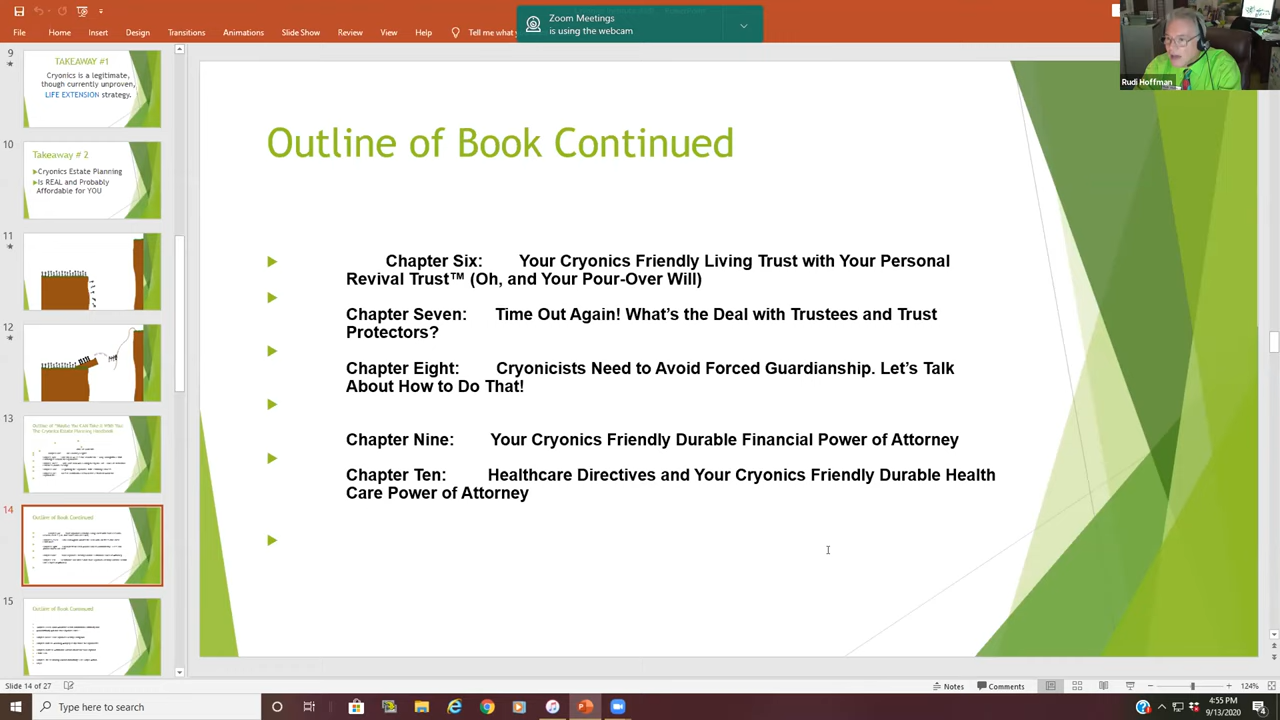 Zoom Meetings
is using the webcam
File Home Insert Design Transitions Animations Slide Show Review View Help Tell me what
Rudi Hoffman
9
TAKEAWAY #1
Cryonics is a legitimate,
though currently unproven,
LIFE EXTENSION strategy.
10
Takeaway # 2
Cryonics Estate Planning
Is REAL and Probably
Affordable for YOU
11
12
13
14
Outline of Book Continued
15
Outline of Book Continued
Outline of Book Continued
Chapter Six: Your Cryonics Friendly Living Trust with Your Personal
Revival Trust™ (Oh, and Your Pour-Over Will)
Chapter Seven: Time Out Again! What's the Deal with Trustees and Trust
Protectors?
Chapter Eight: Cryonicists Need to Avoid Forced Guardianship. Let's Talk
About How to Do That!
Chapter Nine: Your Cryonics Friendly Durable Financial Power of Attorney
Chapter Ten: Healthcare Directives and Your Cryonics Friendly Durable Health
Care Power of Attorney
Slide 14 of 27
Notes Comments 124%
Type here to search
4:55 PM
9/13/2020